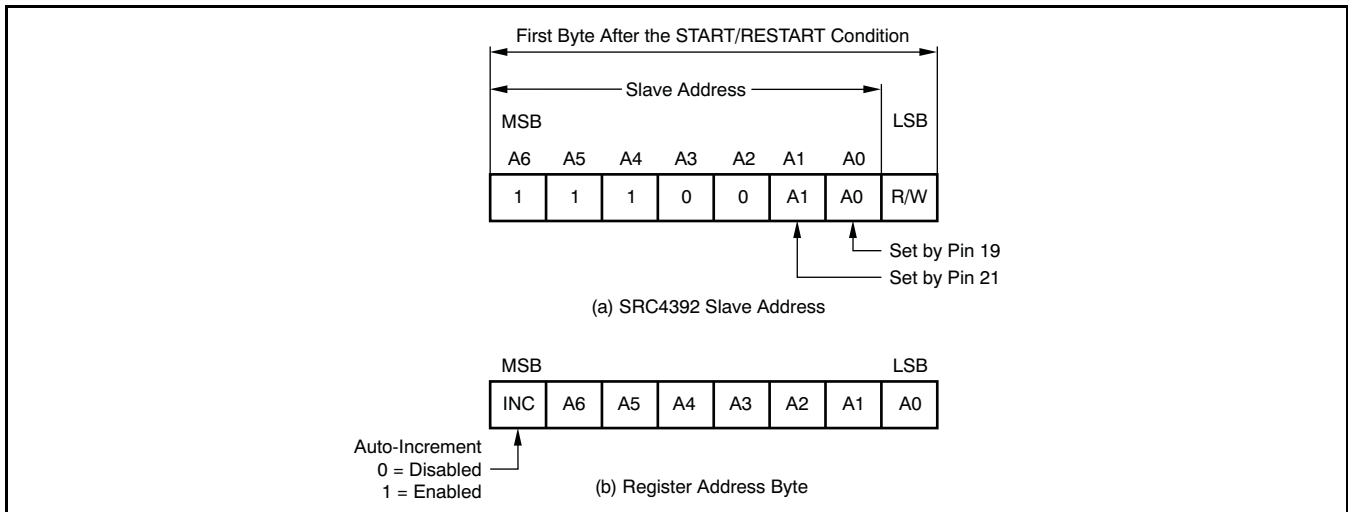 First Byte After the START/RESTART Condition
Slave Address
MSB LSB
A6 A5 A4 A3 A2 A1 A0
1 1 1 0 0 A1 A0 R/W
Set by Pin 19
Set by Pin 21
(a) SRC4392 Slave Address
MSB LSB
INC A6 A5 A4 A3 A2 A1 A0
Auto-Increment
0 = Disabled
1 = Enabled
(b) Register Address Byte